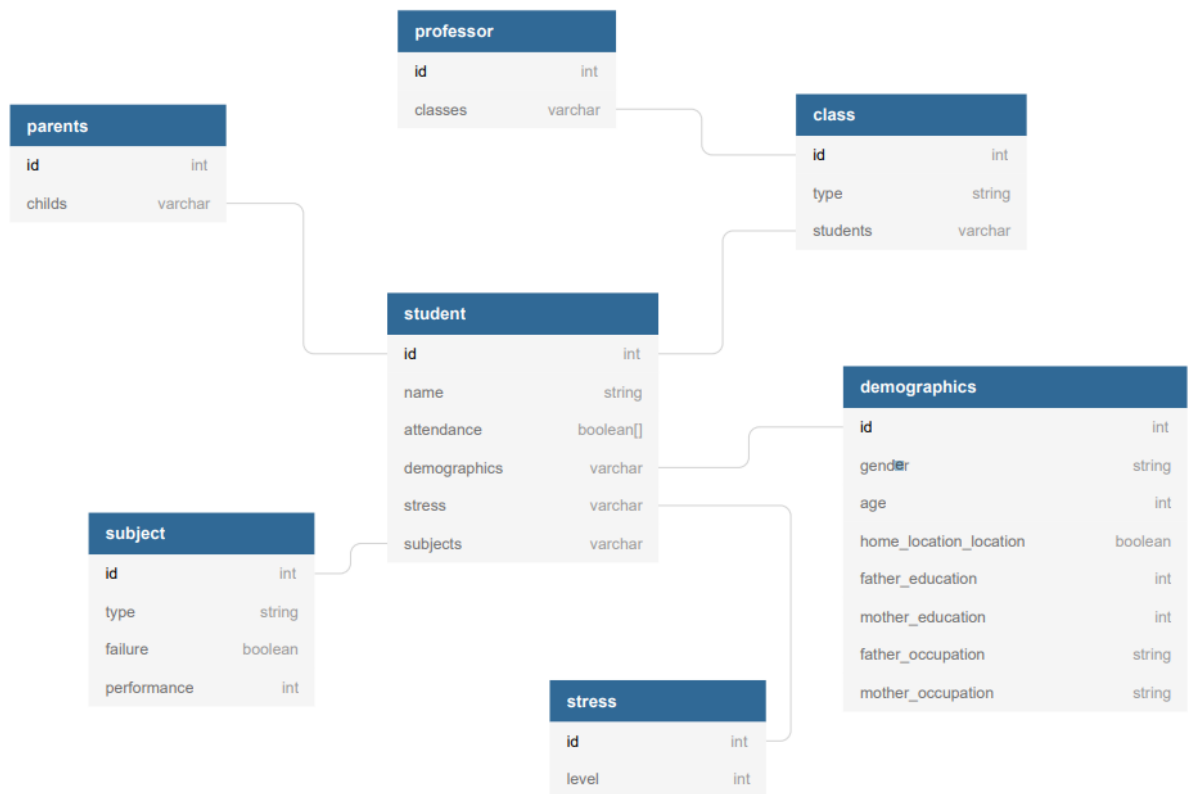 professor
id int
classes varchar
parents
id int
childs varchar
class
id int
type string
students varchar
student
id int
name string
attendance boolean[]
demographics varchar
stress varchar
subjects varchar
demographics
id int
gender string
age int
home_location_location boolean
father_education int
mother_education int
father_occupation string
mother_occupation string
subject
id int
type string
failure boolean
performance int
stress
id int
level int